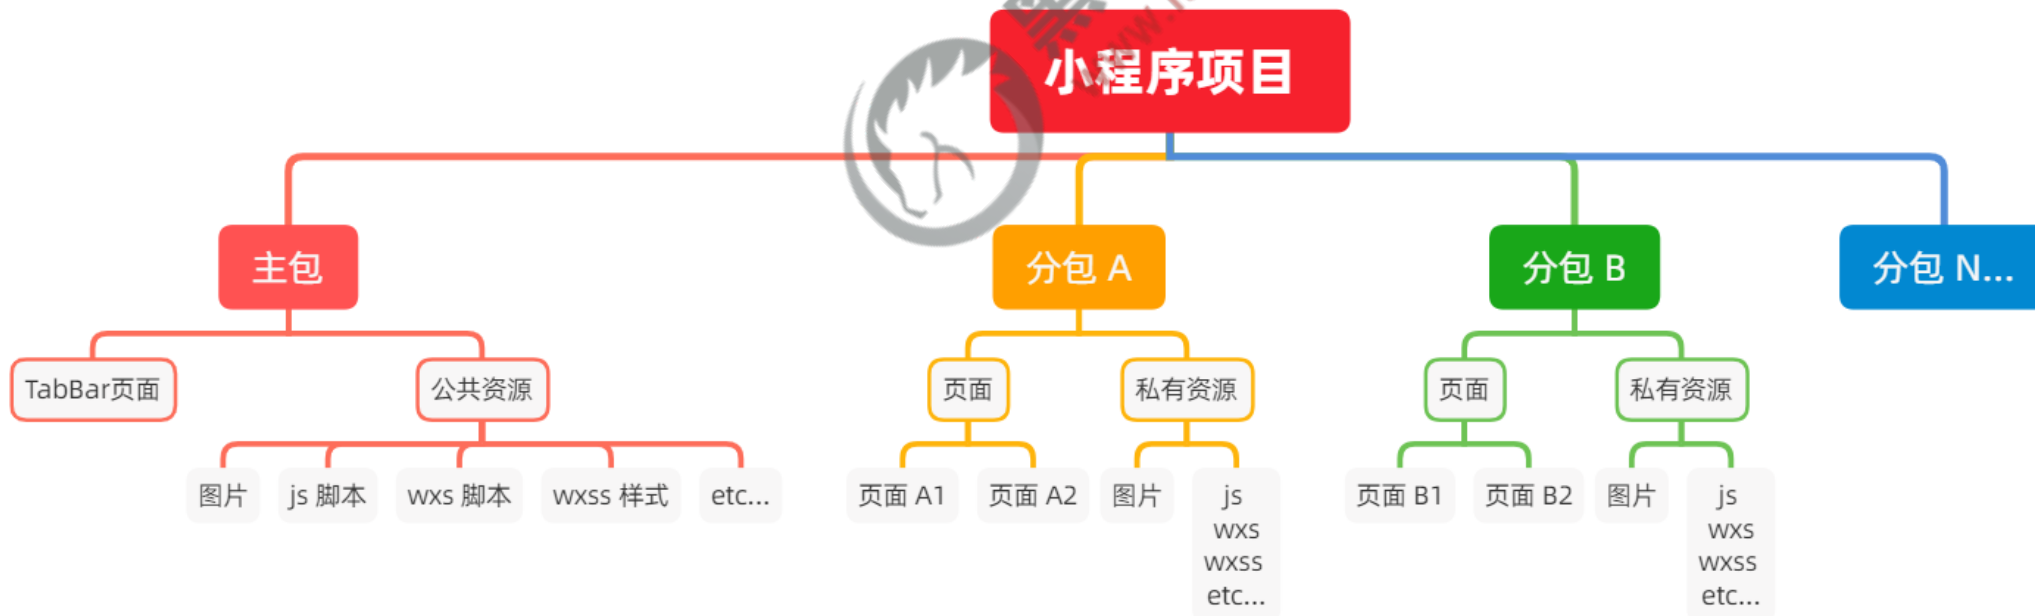 小程序项目
主包
分包 A
分包 B
分包 N...
TabBar页面
公共资源
页面
私有资源
页面
私有资源
图片
js 脚本
wxs 脚本
wxss 样式
etc...
页面 A1
页面 A2
图片
js
wxs
wxss
etc...
页面 B1
页面 B2
图片
js
wxs
wxss
etc...